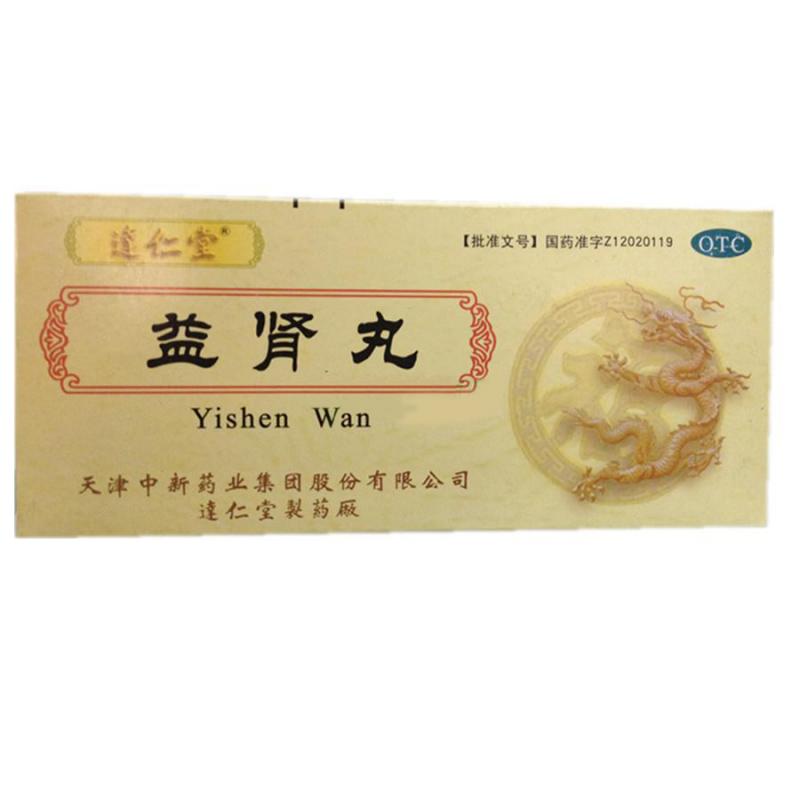 達仁堂®
【批准文号】国药准字Z12020119
OTC
益肾丸
Yishen Wan
天津中新药业集团股份有限公司
達仁堂製药廠